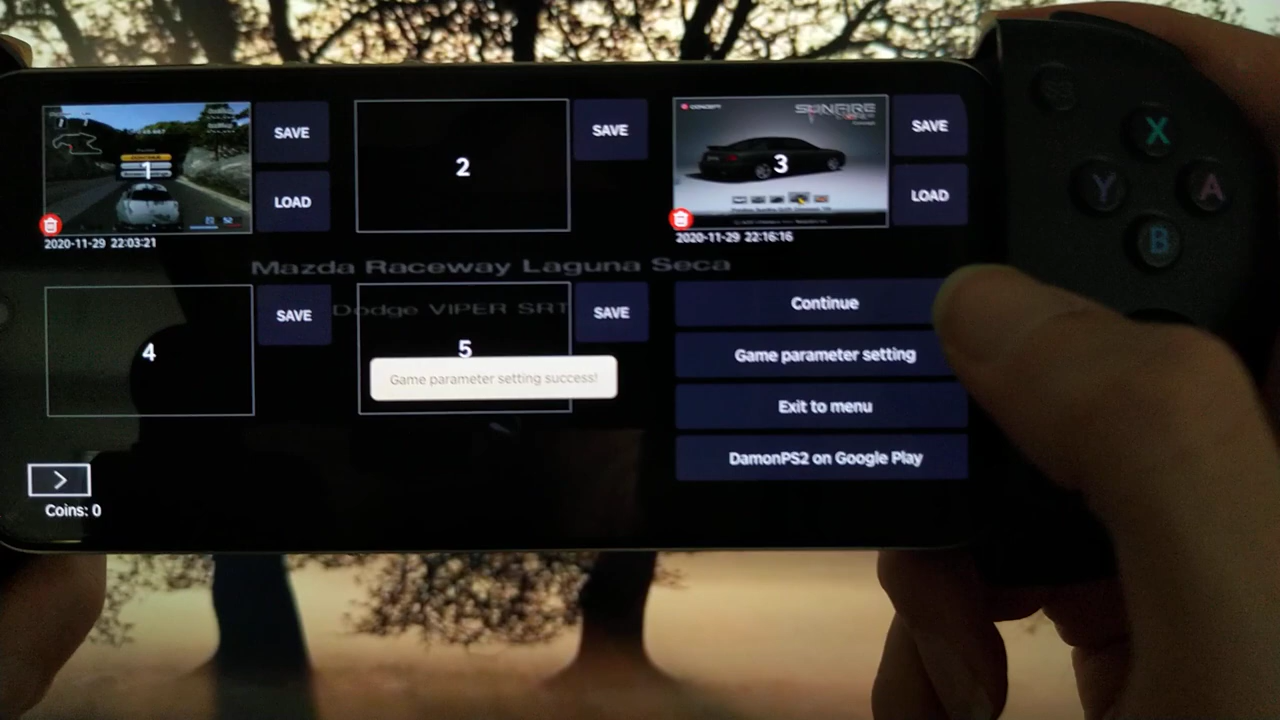 1
SAVE
LOAD
2020-11-29 22:03:21
2
SAVE
CONCEPT
SUNFIRE
3
SAVE
LOAD
2020-11-29 22:16:16
Mazda Raceway Laguna Seca
Dodge VIPER SRT
4
SAVE
5
SAVE
Game parameter setting success!
Continue
Game parameter setting
Exit to menu
DamonPS2 on Google Play
>
Coins: 0
X
Y
A
B